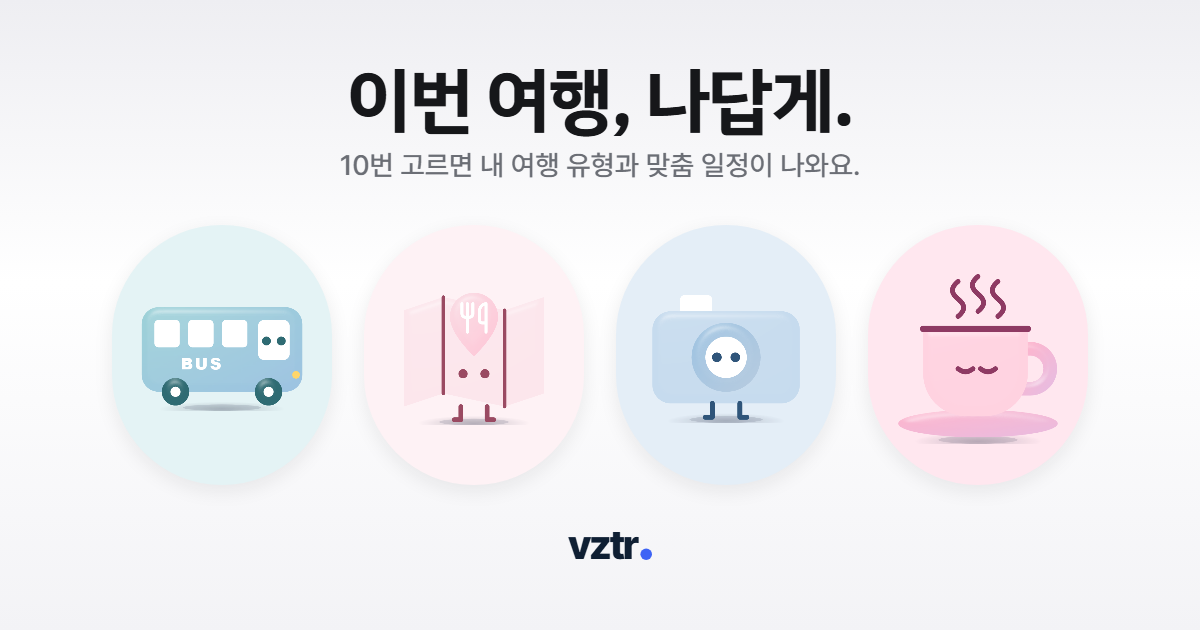 이번 여행, 나답게.
10번 고르면 내 여행 유형과 맞춤 일정이 나와요.
BUS
vztr.